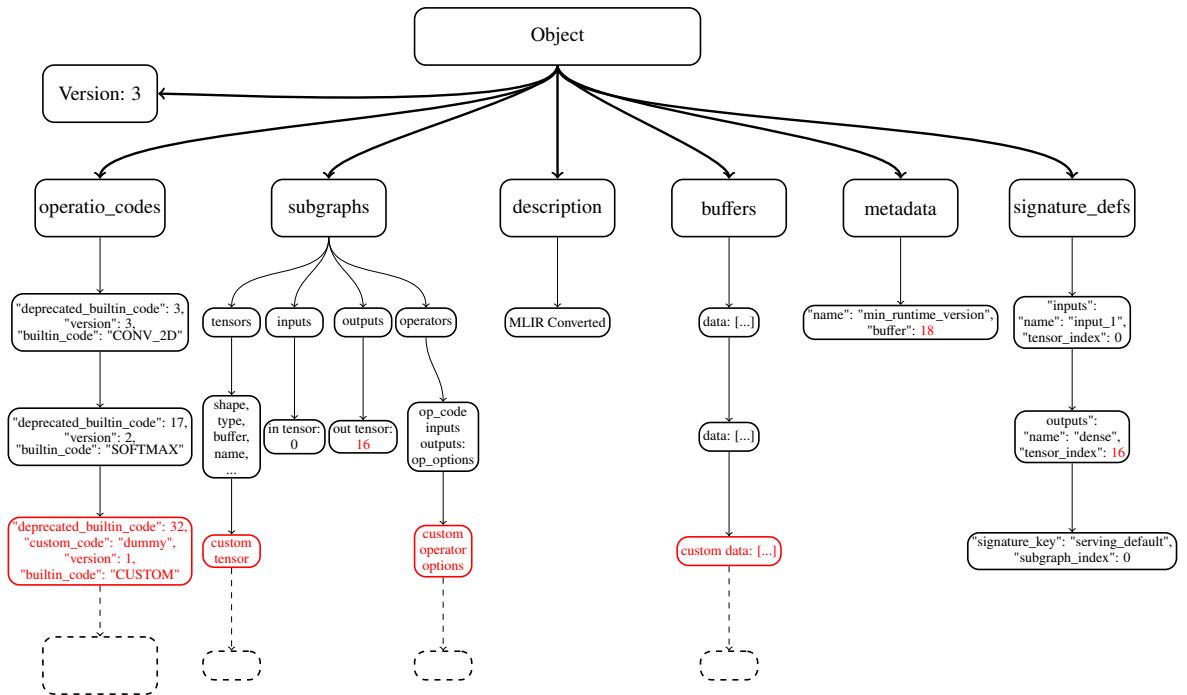 Object
Version: 3
operatio_codes
subgraphs
description
buffers
metadata
signature_defs
"deprecated_builtin_code": 3,
"version": 3,
"builtin_code": "CONV_2D"
"deprecated_builtin_code": 17,
"version": 2,
"builtin_code": "SOFTMAX"
"deprecated_builtin_code": 32,
"custom_code": "dummy",
"version": 1,
"builtin_code": "CUSTOM"
tensors
inputs
outputs
operators
shape,
type,
buffer,
name,
...
in tensor:
0
out tensor:
16
op_code
inputs
outputs:
op_options
custom
tensor
custom
operator
options
MLIR Converted
data: [...]
data: [...]
custom data: [...]
"name": "min_runtime_version",
"buffer": 18
"inputs":
"name": "input_1",
"tensor_index": 0
outputs":
"name": "dense",
"tensor_index": 16
"signature_key": "serving_default",
"subgraph_index": 0